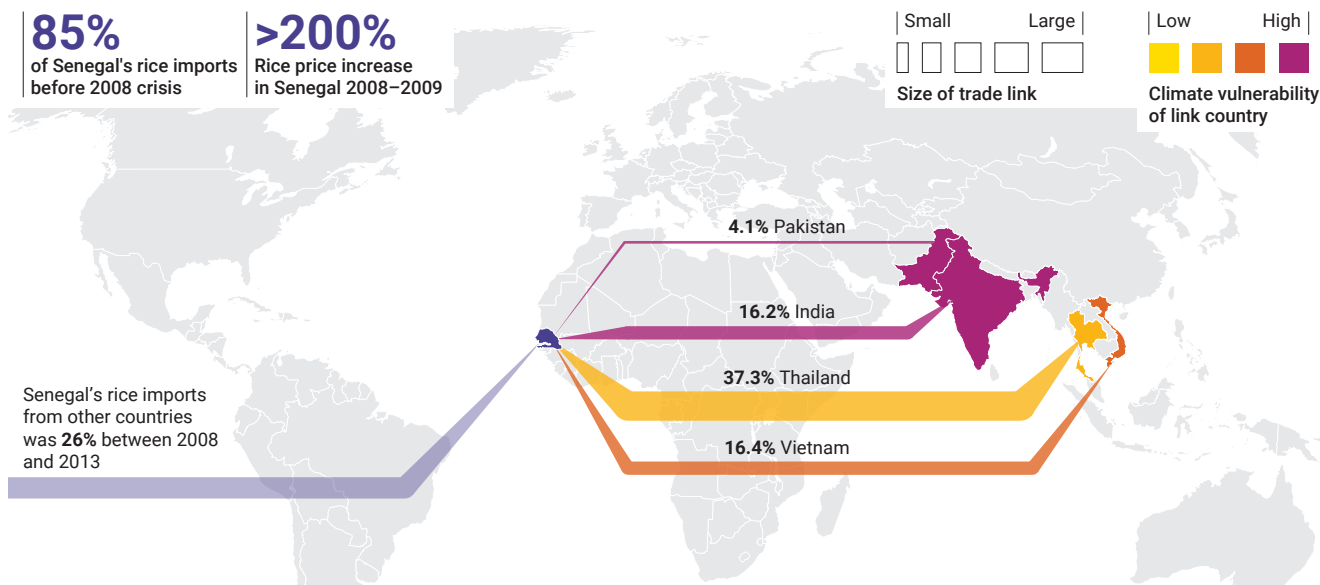 85%
of Senegal's rice imports
before 2008 crisis
>200%
Rice price increase
in Senegal 2008–2009
Small
Large
Size of trade link
Low
High
Climate vulnerability
of link country
4.1% Pakistan
16.2% India
37.3% Thailand
16.4% Vietnam
Senegal’s rice imports
from other countries
was 26% between 2008
and 2013